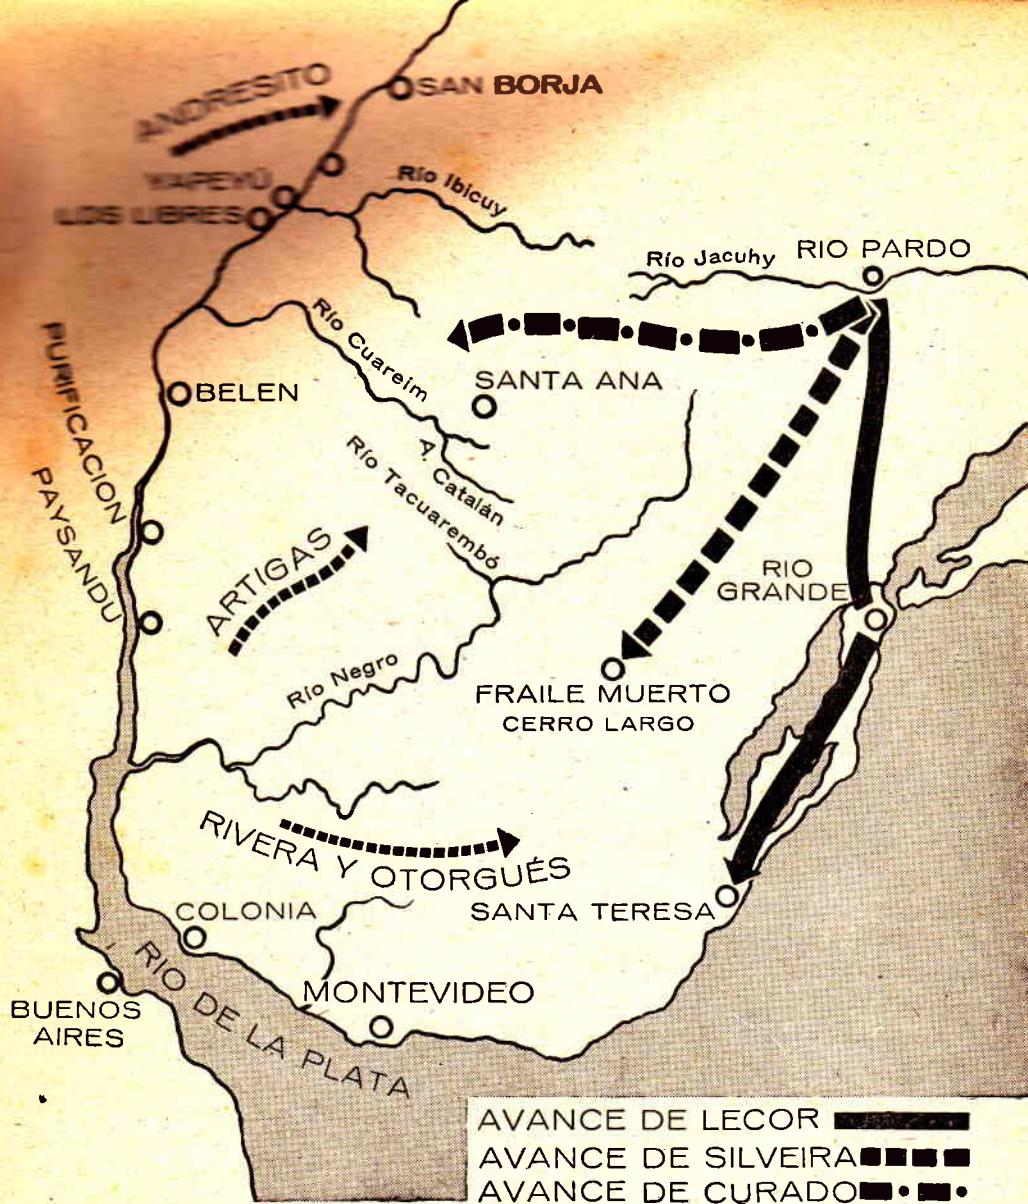 SAN BORJA
ANDRESITO
YAPEYÚ
LOS LIBRES
Río Ibicuy
Río Jacuhy
RIO PARDO
Río Cuareim
PURIFICACION
BELEN
SANTA ANA
A. Catalán
Río Tacuarembó
PAYSANDU
ARTIGAS
RIO
GRANDE
Río Negro
FRAILE MUERTO
CERRO LARGO
RIVERA Y OTORGUÉS
COLONIA
SANTA TERESA
MONTEVIDEO
BUENOS
AIRES
RIO DE LA PLATA
AVANCE DE LECOR
AVANCE DE SILVEIRA
AVANCE DE CURADO